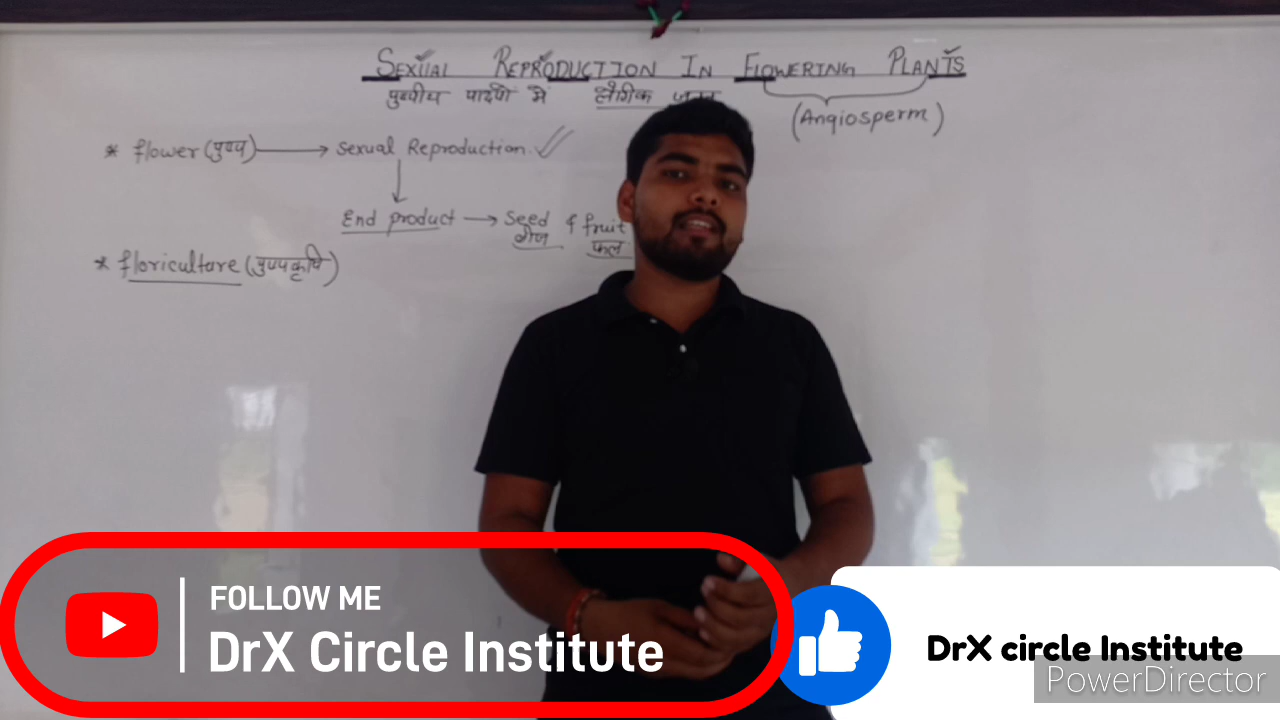 SEXUAL REPRODUCTION IN FLOWERING PLANTS
पुष्पीय पादपो मे लैंगिक जनन
(Angiosperm)
* flower (पुष्प) → Sexual Reproduction
End product → Seed & fruit
बीज फल
* floriculture (पुष्पकृषि)
FOLLOW ME
DrX Circle Institute
DrX circle Institute
PowerDirector